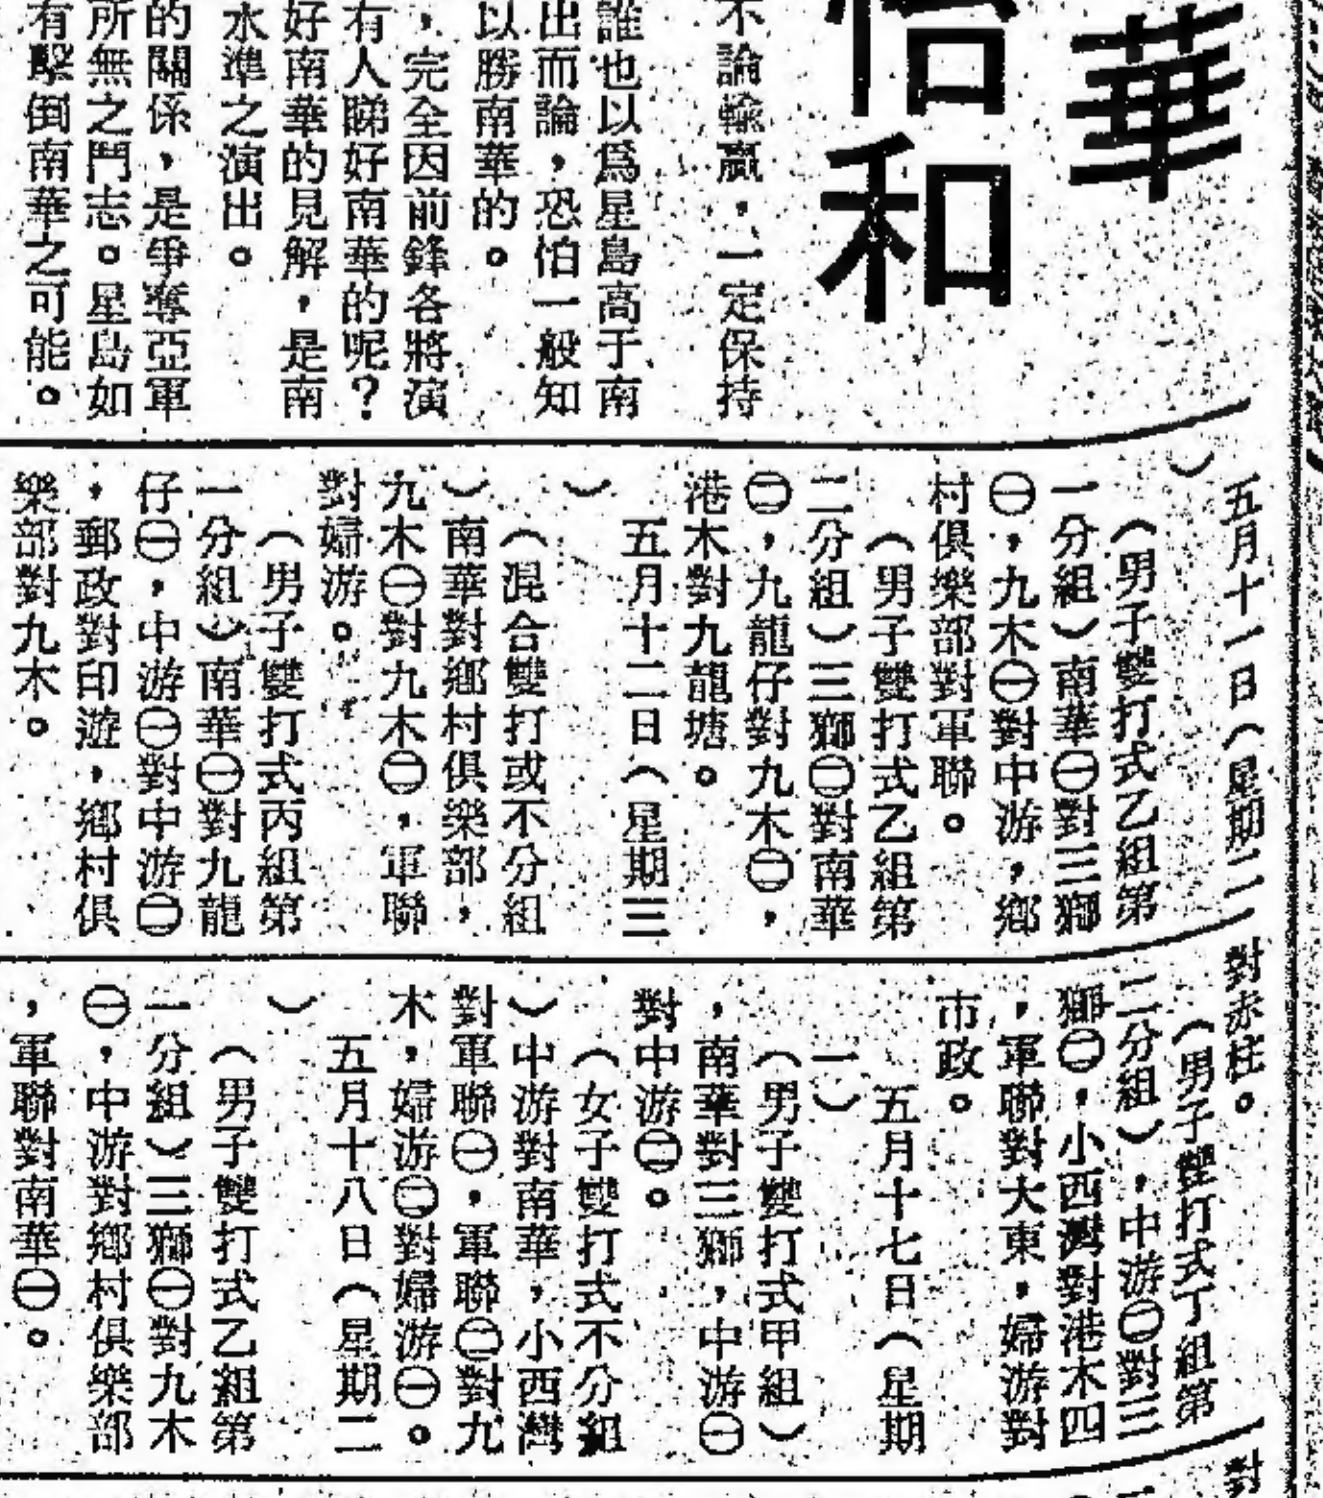 華
怡和
不論輸贏，一定保持
誰也以爲星島高于南
出而論，恐怕一般知
以勝南華的。
，完全因前鋒各將演
有人睇好南華的呢？
好南華的見解，是南
水準之演出。
的關係，是爭奪亞軍
所無之鬥志。星島如
有擊倒南華之可能。
五月十一日（星期二
）
（男子雙打式乙組第
一分組）南華㊀對三獅
㊀，九木㊀對中游，鄉
村俱樂部對軍聯。
（男子雙打式乙組第
二分組）三獅㊁對南華
㊁，九龍仔對九木㊁，
港木對九龍塘。
五月十二日（星期三
）
（混合雙打或不分組
）南華對鄉村俱樂部，
九木㊀對九木㊁，軍聯
對婦游。
（男子雙打式丙組第
一分組）南華㊀對九龍
仔㊀，中游㊀對中游㊁
，郵政對印遊，鄉村俱
樂部對九木。
對赤柱。
（男子雙打式丁組第
二分組），中游㊁對三
獅㊁，小西灣對港木四
，軍聯對大東，婦游對
市政。
五月十七日（星期
一）
（男子雙打式甲組）
，南華對三獅，中游㊀
對中游㊁。
（女子雙打式不分組
）中游對南華，小西灣
對軍聯㊀，軍聯㊁對九
木，婦游㊁對婦游㊀。
五月十八日（星期二
）
（男子雙打式乙組第
一分組）三獅㊀對九木
㊀，中游對鄉村俱樂部
，軍聯對南華㊀。
對